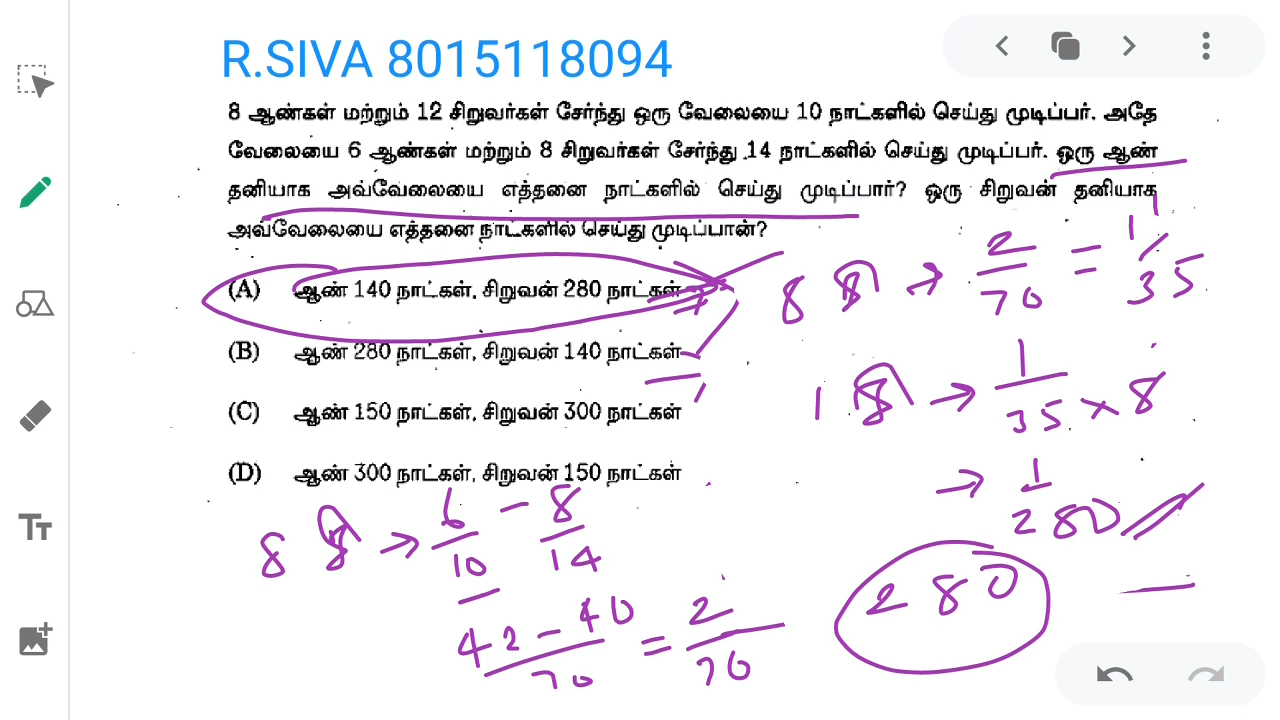 R.SIVA 8015118094
8 ஆண்கள் மற்றும் 12 சிறுவர்கள் சேர்ந்து ஒரு வேலையை 10 நாட்களில் செய்து முடிப்பர். அதே
வேலையை 6 ஆண்கள் மற்றும் 8 சிறுவர்கள் சேர்ந்து 14 நாட்களில் செய்து முடிப்பர். ஒரு ஆண்
தனியாக அவ்வேலையை எத்தனை நாட்களில் செய்து முடிப்பார்? ஒரு சிறுவன் தனியாக
அவ்வேலையை எத்தனை நாட்களில் செய்து முடிப்பான்?
(A) ஆண் 140 நாட்கள், சிறுவன் 280 நாட்கள்
(B) ஆண் 280 நாட்கள், சிறுவன் 140 நாட்கள்
(C) ஆண் 150 நாட்கள், சிறுவன் 300 நாட்கள்
(D) ஆண் 300 நாட்கள், சிறுவன் 150 நாட்கள்
8 → 2/70 = 1/35
1 → 1/35 × 8
→ 1/280
8 → 6/10 - 8/14
42 - 40/70 = 2/70
280
Tт